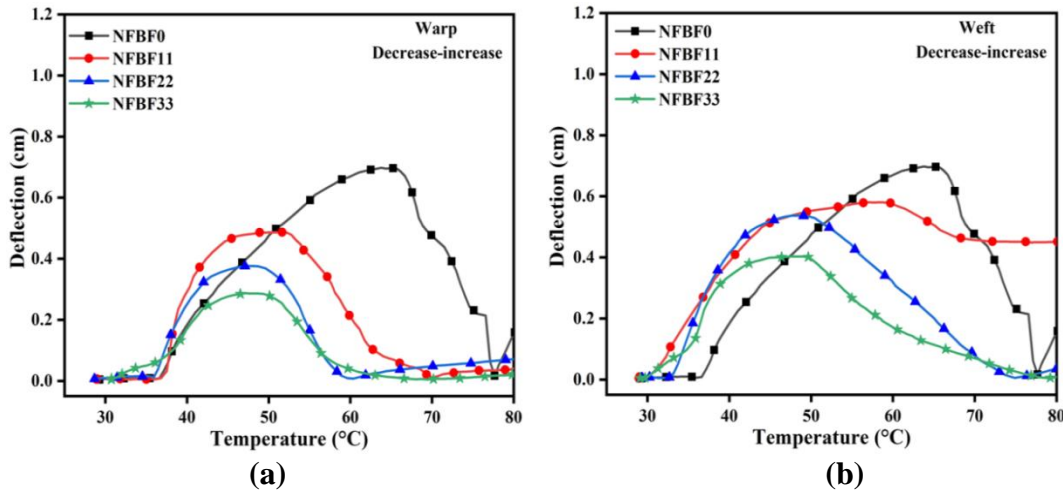 1.2
1.0
0.8
0.6
0.4
0.2
0.0
Deflection (cm)
NFBF0
NFBF11
NFBF22
NFBF33
Warp
Decrease-increase
30 40 50 60 70 80
Temperature (°C)
(a)
1.2
1.0
0.8
0.6
0.4
0.2
0.0
Deflection (cm)
NFBF0
NFBF11
NFBF22
NFBF33
Weft
Decrease-increase
30 40 50 60 70 80
Temperature (°C)
(b)